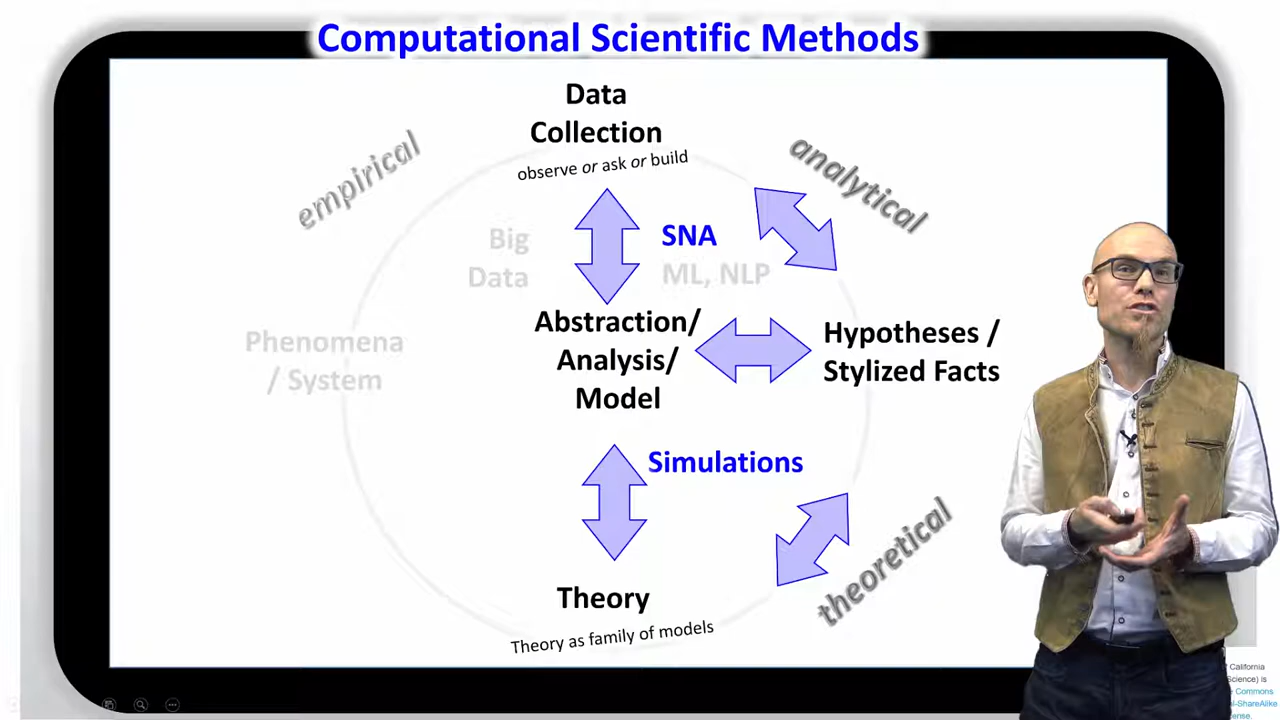 Computational Scientific Methods
Data
Collection
observe or ask or build
empirical
analytical
Big
Data
SNA
ML, NLP
Phenomena
/ System
Abstraction/
Analysis/
Model
Hypotheses /
Stylized Facts
Simulations
theoretical
Theory
Theory as family of models
California
Science) is
Commons
-ShareAlike